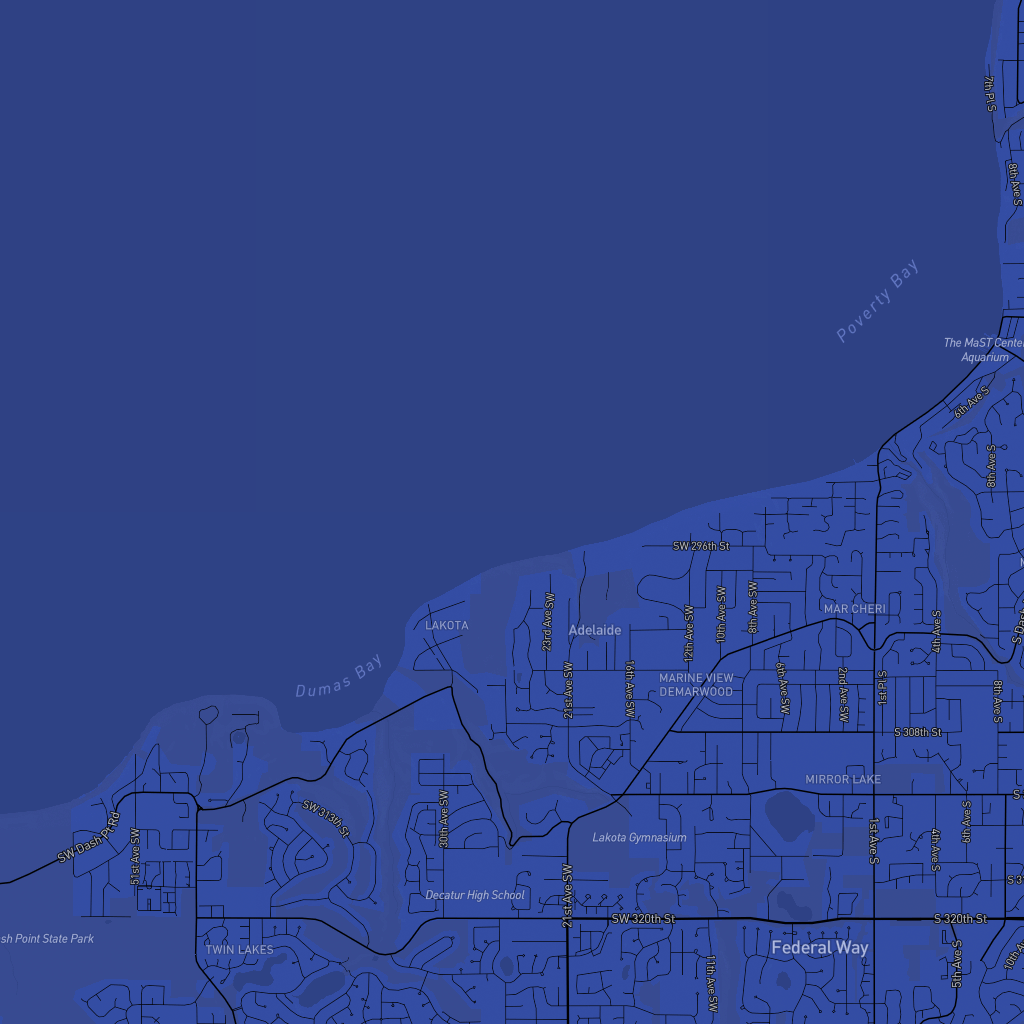 7th Pl S
8th Ave S
Poverty Bay
The MaST Center
Aquarium
6th Ave S
8th Ave S
SW 296th St
MAR CHERI
LAKOTA
Adelaide
23rd Ave SW
12th Ave SW
10th Ave SW
8th Ave SW
4th Ave S
S Dash
Dumas Bay
21st Ave SW
16th Ave SW
MARINE VIEW
DEMARWOOD
6th Ave SW
2nd Ave SW
1st Pl S
8th Ave S
S 308th St
MIRROR LAKE
SW Dash Pt Rd
SW 313th St
51st Ave SW
30th Ave SW
Lakota Gymnasium
1st Ave S
4th Ave S
6th Ave S
S
S 31
Decatur High School
21st Ave SW
SW 320th St
S 320th St
ash Point State Park
TWIN LAKES
Federal Way
11th Ave SW
5th Ave S
10th Av